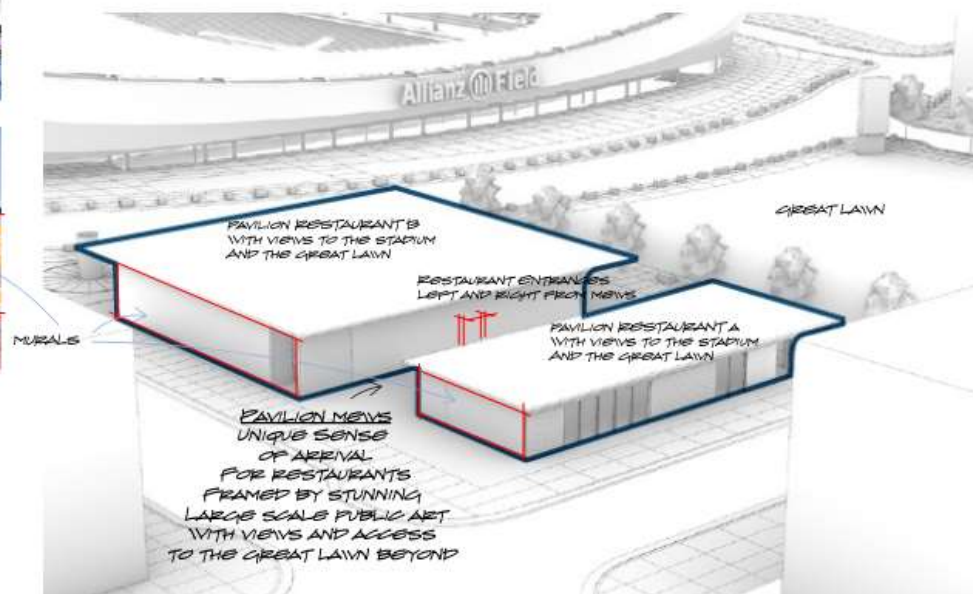 Allianz Field
GREAT LAWN
PAVILION RESTAURANT B
WITH VIEWS TO THE STADIUM
AND THE GREAT LAWN
RESTAURANT ENTRANCES
LEFT AND RIGHT FROM MEWS
PAVILION RESTAURANT A
WITH VIEWS TO THE STADIUM
AND THE GREAT LAWN
MURALS
PAVILION MEWS
UNIQUE SENSE
OF ARRIVAL
FOR RESTAURANTS
FRAMED BY STUNNING
LARGE SCALE PUBLIC ART
WITH VIEWS AND ACCESS
TO THE GREAT LAWN BEYOND